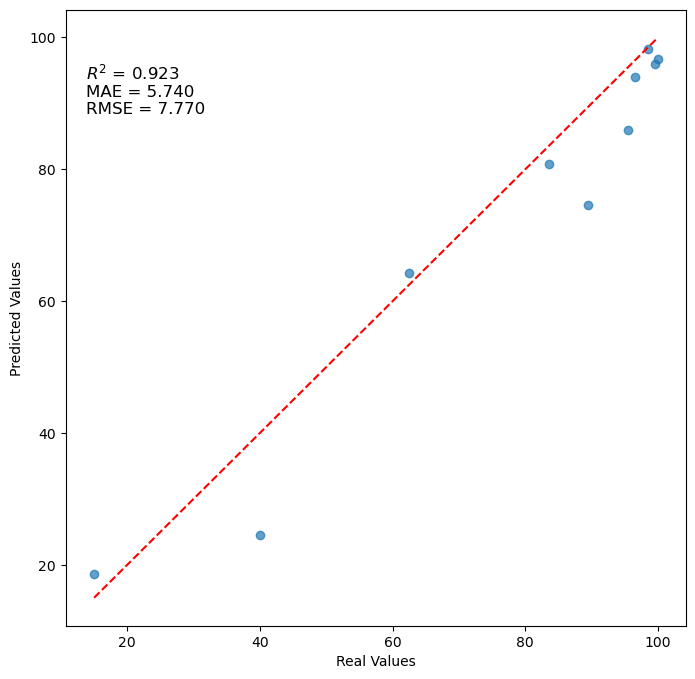 100
R² = 0.923
MAE = 5.740
RMSE = 7.770
80
Predicted Values
60
40
20
20 40 60 80 100
Real Values